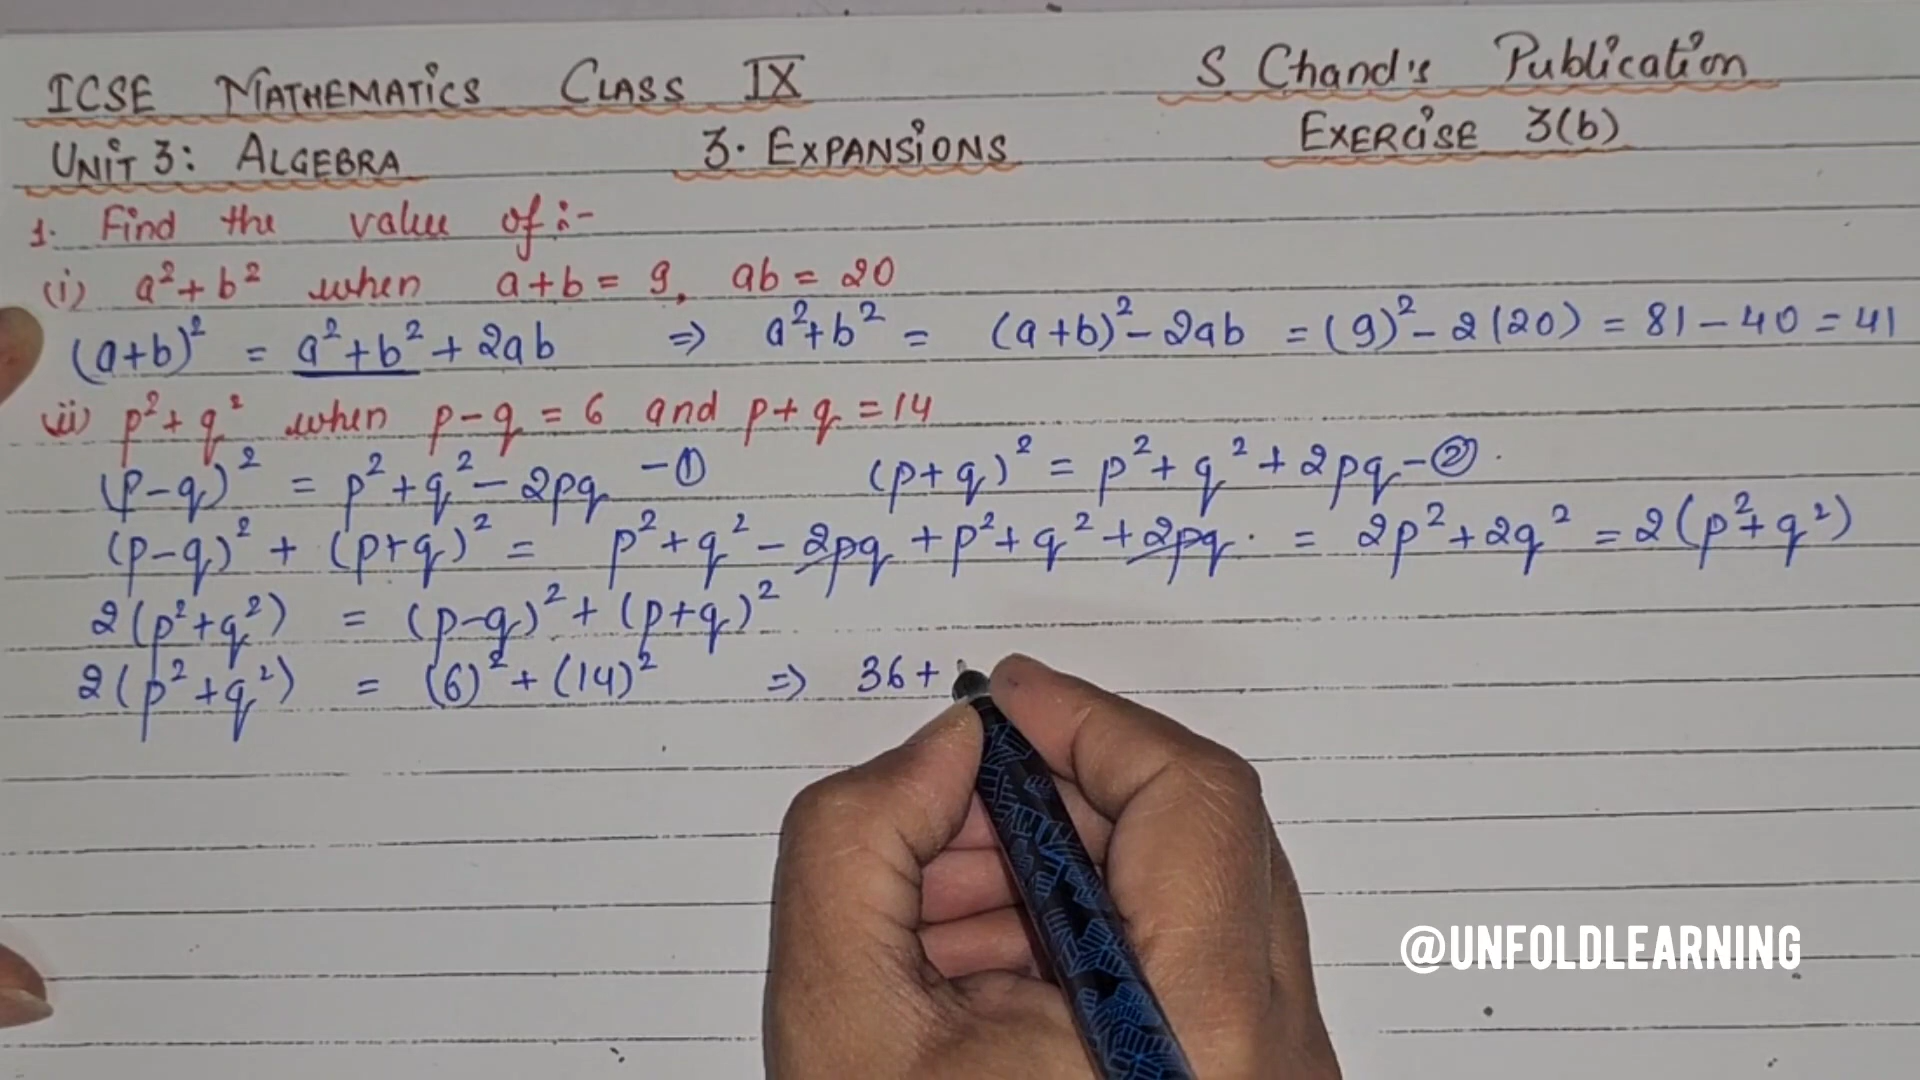 ICSE MATHEMATICS CLASS IX S Chand's Publication
UNIT 3: ALGEBRA 3. EXPANSIONS EXERCISE 3(b)
1. Find the value of :-
(i) a²+b² when a+b = 9, ab = 20
(a+b)² = a²+b²+2ab ⇒ a²+b² = (a+b)²-2ab = (9)²-2(20) = 81-40 = 41
(ii) p²+q² when p-q = 6 and p+q = 14
(p-q)² = p²+q²-2pq -① (p+q)² = p²+q²+2pq -②.
(p-q)² + (p+q)² = p²+q²-2pq+p²+q²+2pq. = 2p²+2q² = 2(p²+q²)
2(p²+q²) = (p-q)²+(p+q)²
2(p²+q²) = (6)²+(14)² ⇒ 36+
@UNFOLDLEARNING